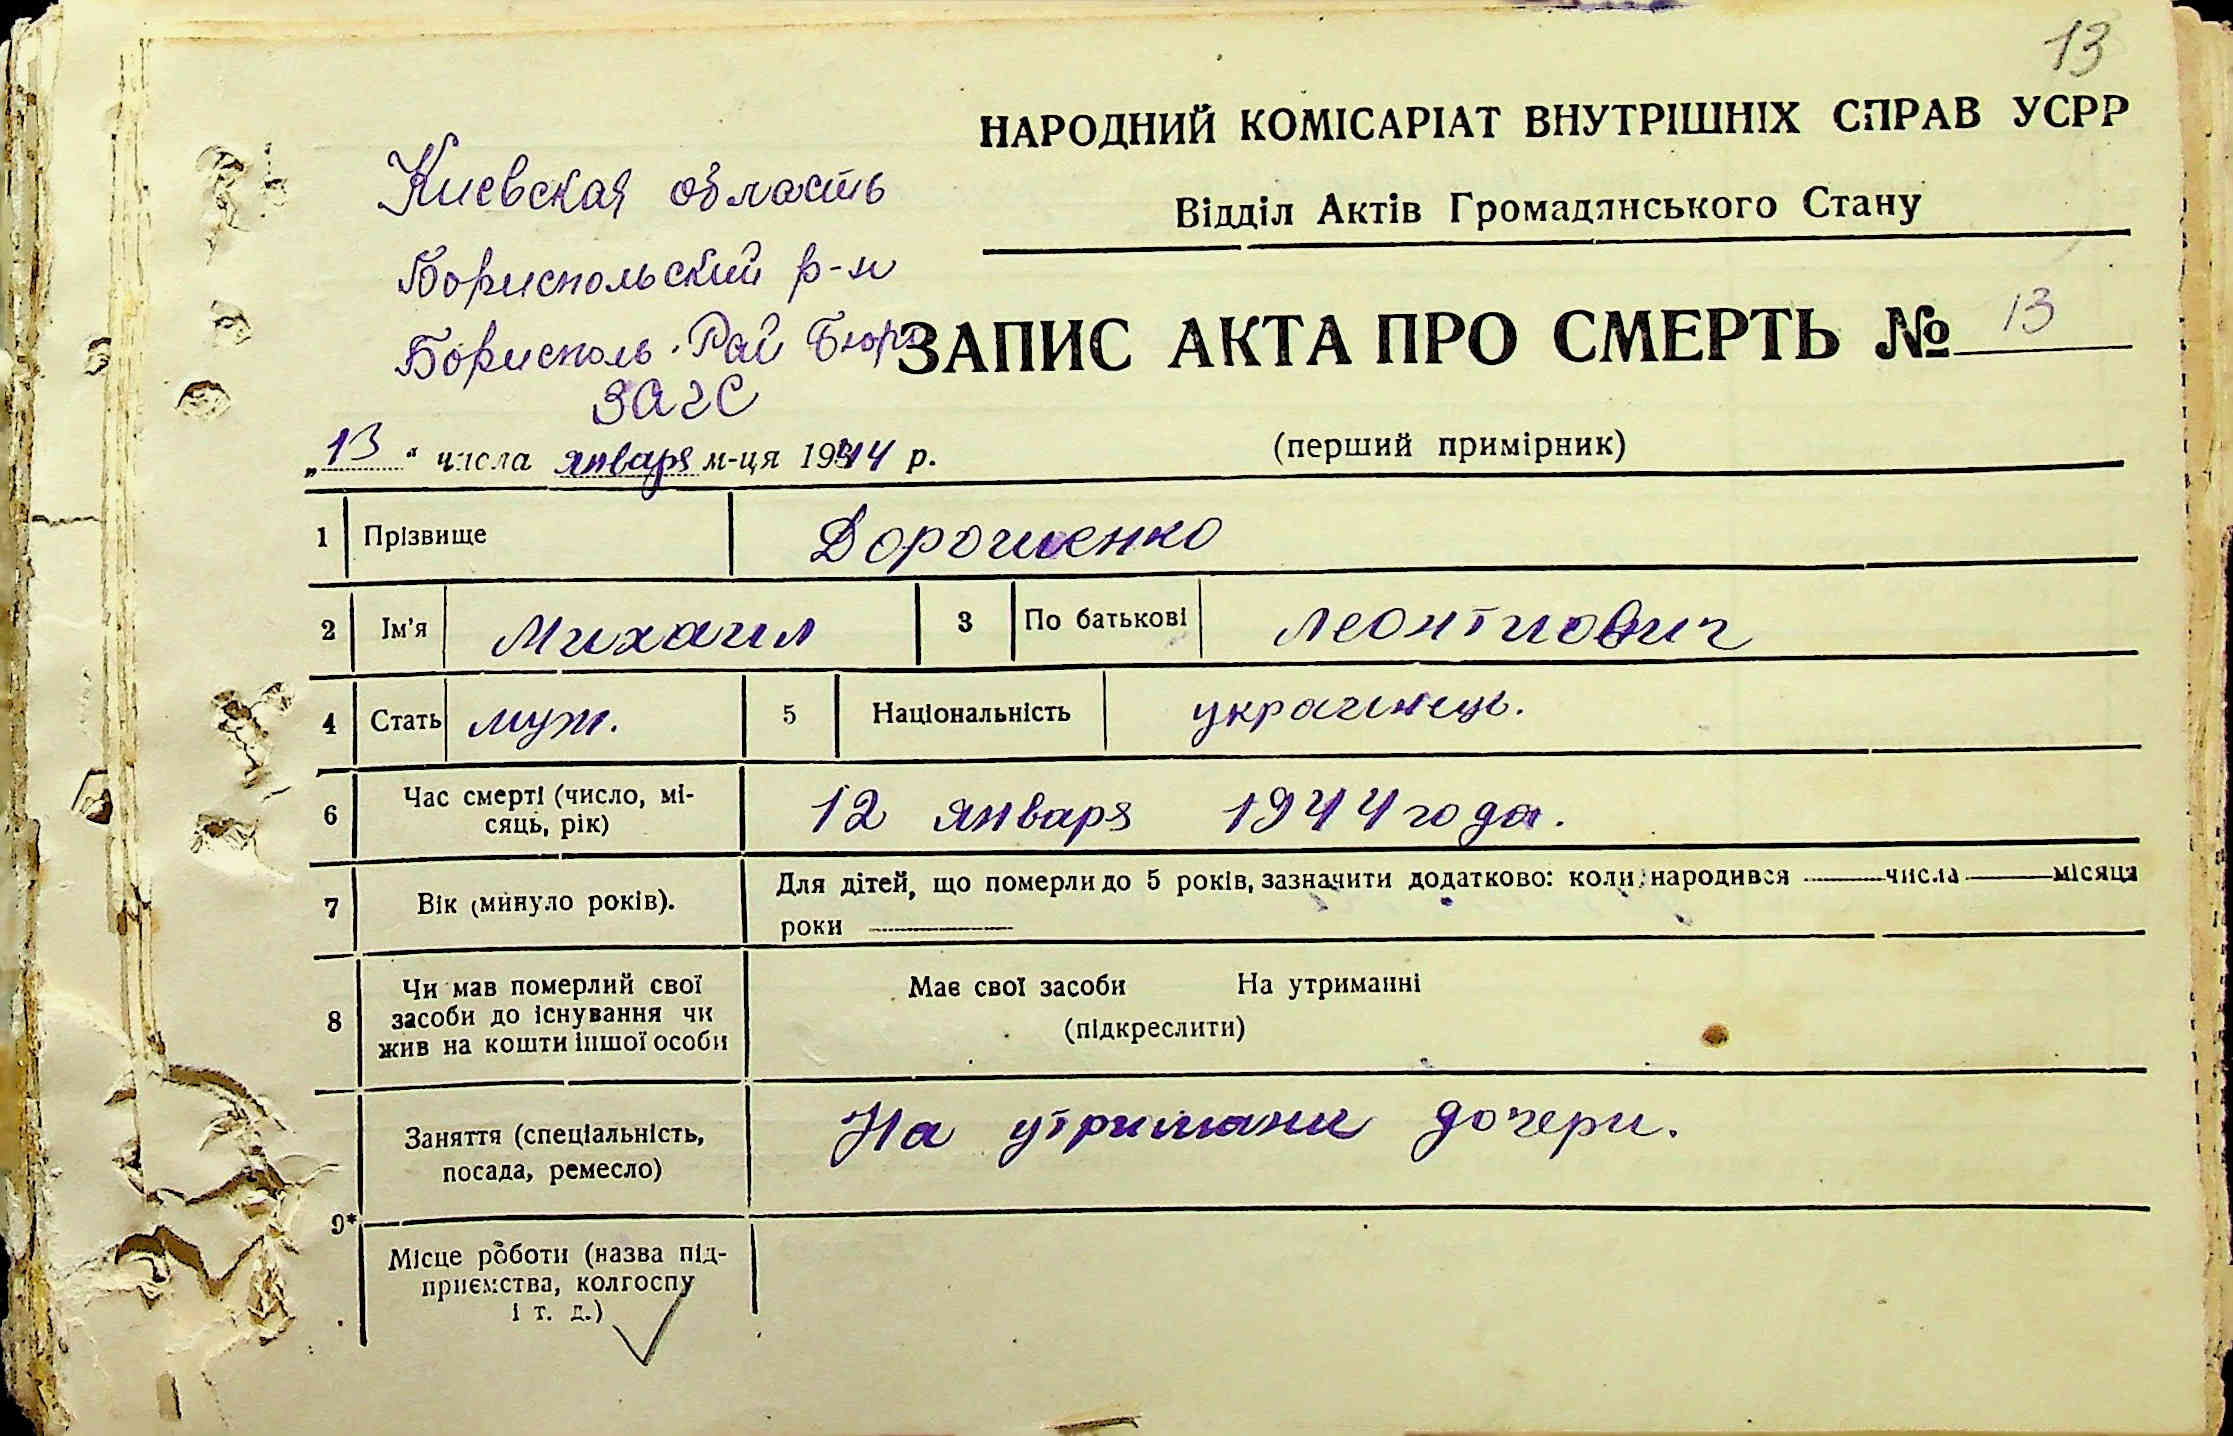 13
НАРОДНИЙ КОМІСАРІАТ ВНУТРІШНІХ СПРАВ УСРР
Відділ Актів Громадянського Стану
Киевская область
Бориспольский р-н
Борисполь. Рай Бюро
ЗАГС
ЗАПИС АКТА ПРО СМЕРТЬ № 13
„13“ числа января м-ця 1944 р.
(перший примірник)
1 Прізвище Дорошенко
2 Ім'я Михаил 3 По батькові Леонтиович
4 Стать муж. 5 Національність украинець.
6 Час смерті (число, мі-
сяць, рік) 12 января 1944 года.
7 Вік (минуло років). Для дітей, що померли до 5 років, зазначити додатково: коли народився ——— числа ——— місяця
роки ———
8 Чи мав померлий свої
засоби до існування чи
жив на кошти іншої особи
Має свої засоби На утриманні
(підкреслити)
9*
Заняття (спеціальність,
посада, ремесло) На утримани дочери.
Місце роботи (назва під-
приємства, колгоспу
і т. д.)